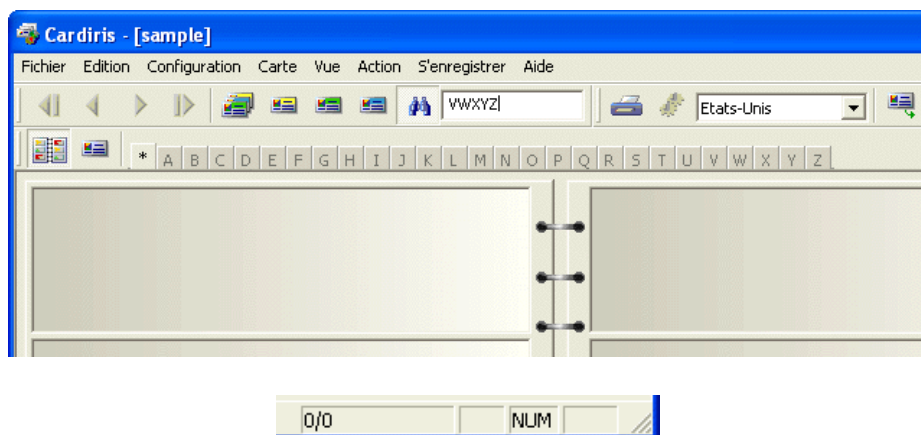 Cardiris - [sample]
Fichier Edition Configuration Carte Vue Action S'enregistrer Aide
VWXYZ Etats-Unis
* A B C D E F G H I J K L M N O P Q R S T U V W X Y Z
0/0 NUM